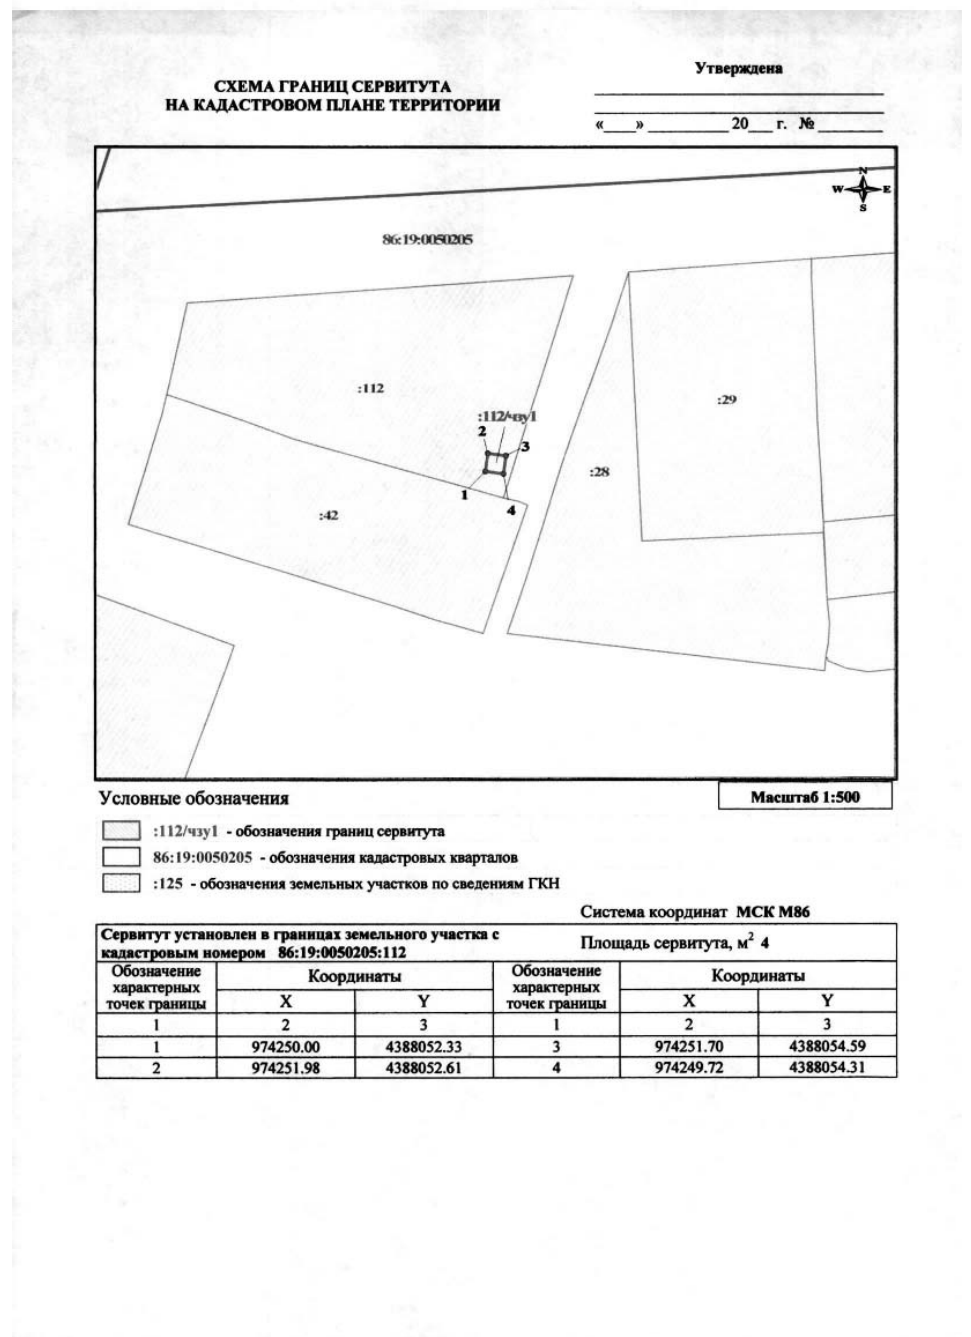 Утверждена
СХЕМА ГРАНИЦ СЕРВИТУТА
НА КАДАСТРОВОМ ПЛАНЕ ТЕРРИТОРИИ
«___» __________ 20___ г. № ________
N
W E
S
86:19:0050205
:112
:29
:112/чзу1
2
3
:28
1
4
:42
Условные обозначения
Масштаб 1:500
:112/чзу1 - обозначения границ сервитута
86:19:0050205 - обозначения кадастровых кварталов
:125 - обозначения земельных участков по сведениям ГКН
Система координат МСК М86
Сервитут установлен в границах земельного участка с
кадастровым номером 86:19:0050205:112
Площадь сервитута, м² 4
Обозначение характерных точек границы Координаты Обозначение характерных точек границы Координаты
X Y X Y
1 2 3 1 2 3
1 974250.00 4388052.33 3 974251.70 4388054.59
2 974251.98 4388052.61 4 974249.72 4388054.31